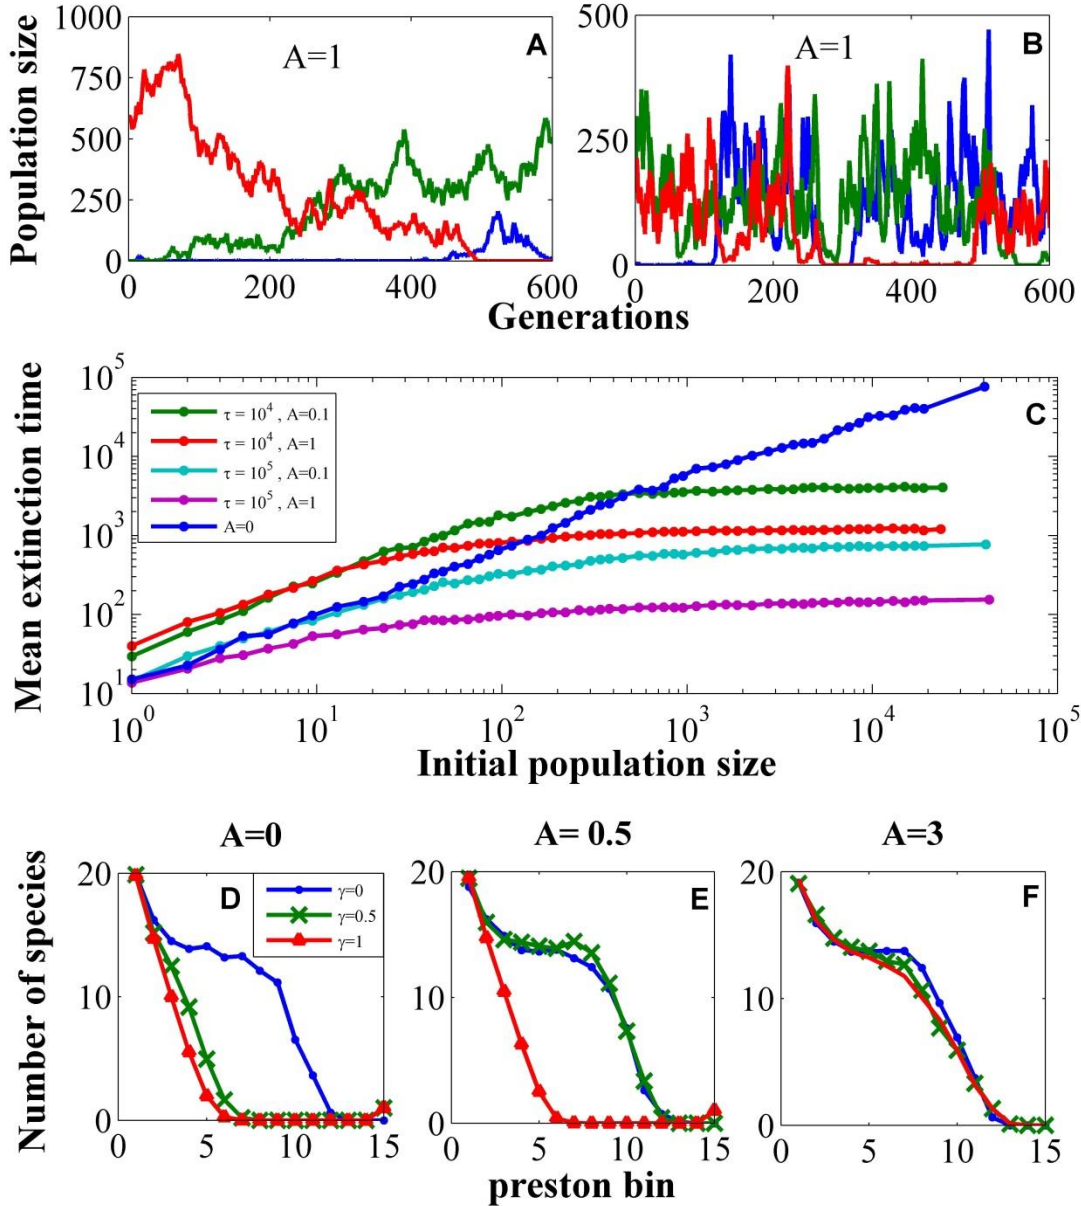 Population size
1000
750
500
250
0
A=1
A
0
200
400
600
500
250
0
A=1
B
0
200
400
600
Generations
Mean extinction time
10^5
10^4
10^3
10^2
10^1
τ = 10^4 , A=0.1
τ = 10^4 , A=1
τ = 10^5 , A=0.1
τ = 10^5 , A=1
A=0
C
10^0
10^1
10^2
10^3
10^4
10^5
Initial population size
Number of species
A=0
20
10
0
D
γ=0
γ=0.5
γ=1
0
5
10
15
A= 0.5
20
10
0
E
0
5
10
15
A=3
20
10
0
F
0
5
10
15
preston bin